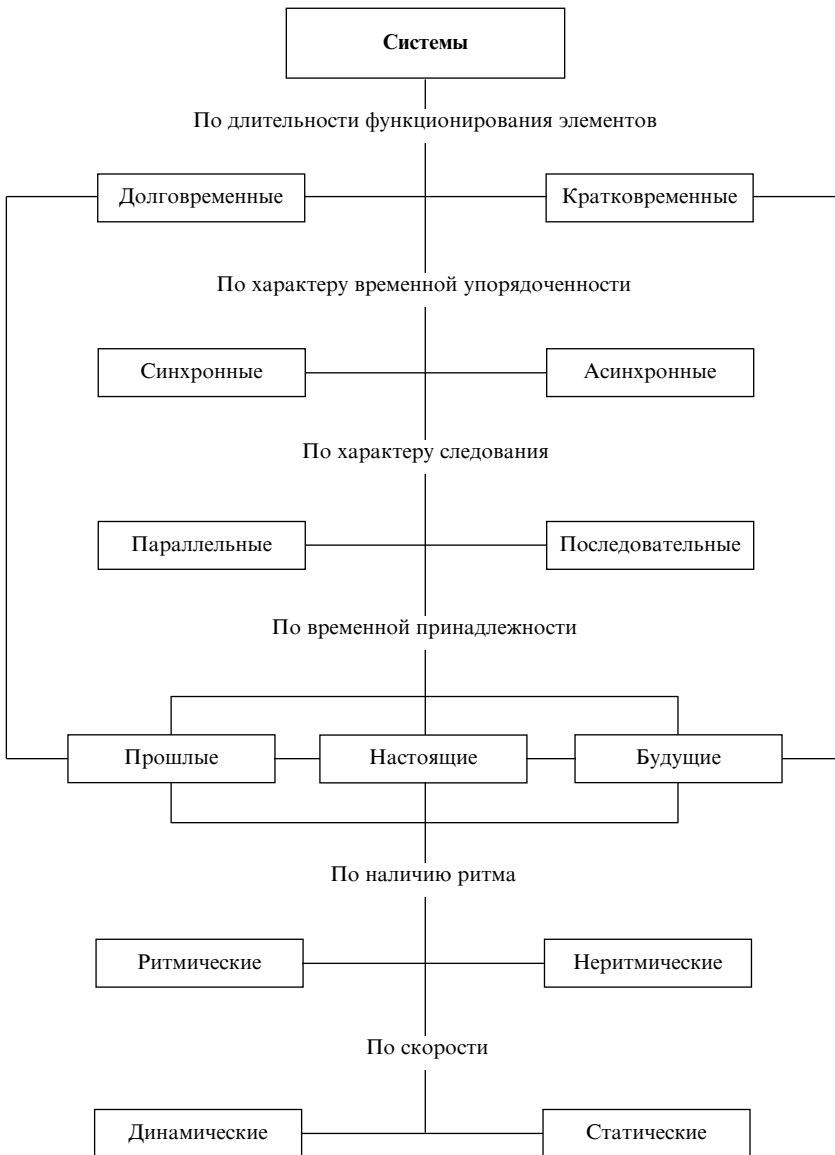 Системы
По длительности функционирования элементов
Долговременные
Кратковременные
По характеру временной упорядоченности
Синхронные
Асинхронные
По характеру следования
Параллельные
Последовательные
По временной принадлежности
Прошлые
Настоящие
Будущие
По наличию ритма
Ритмические
Неритмические
По скорости
Динамические
Статические